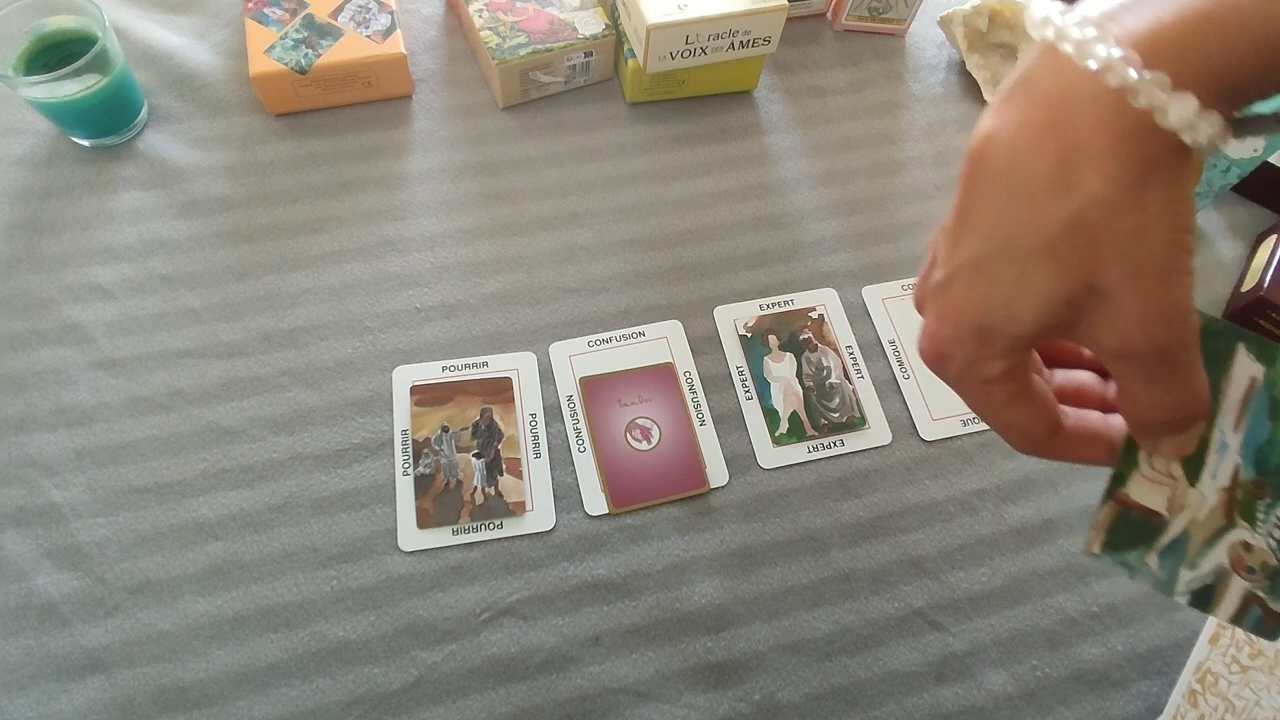 L'Oracle de
LA VOIX DES ÂMES
POURRIR
POURRIR
POURRIR
POURRIR
CONFUSION
CONFUSION
CONFUSION
EXPERT
EXPERT
EXPERT
EXPERT
COMIQUE